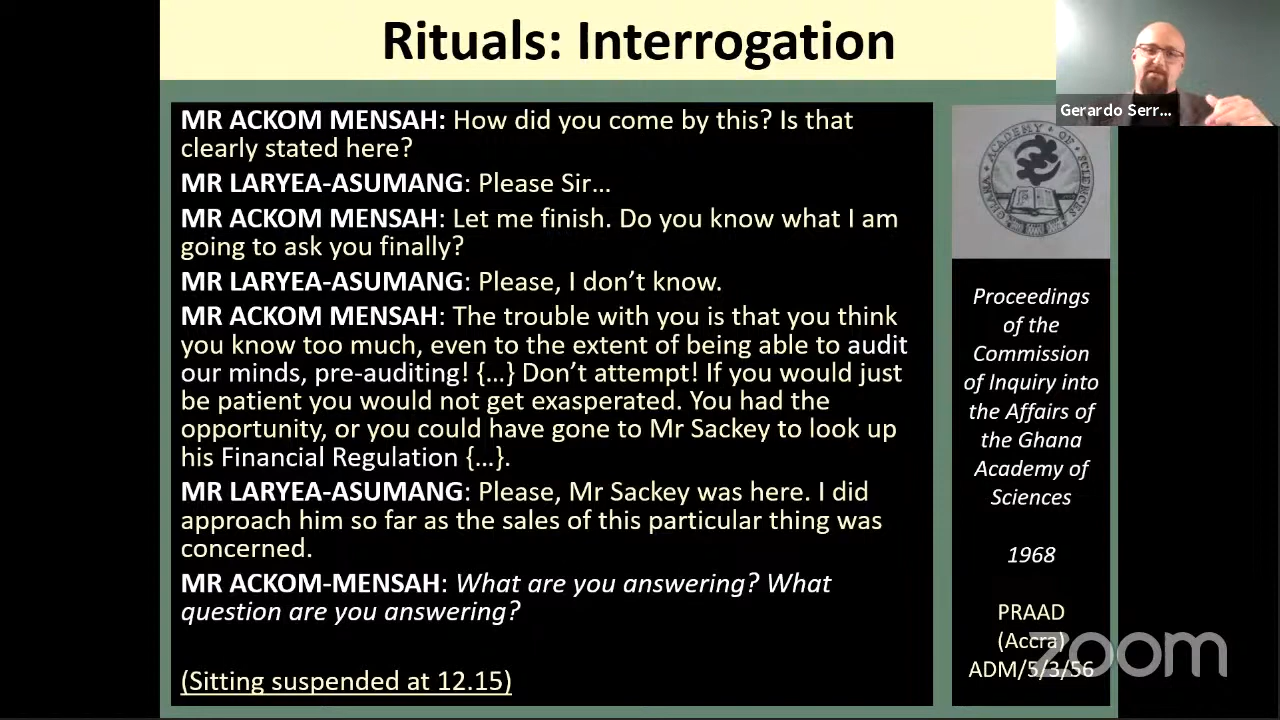 Rituals: Interrogation
Gerardo Serr...
MR ACKOM MENSAH: How did you come by this? Is that
clearly stated here?
MR LARYEA-ASUMANG: Please Sir...
MR ACKOM MENSAH: Let me finish. Do you know what I am
going to ask you finally?
MR LARYEA-ASUMANG: Please, I don’t know.
MR ACKOM MENSAH: The trouble with you is that you think
you know too much, even to the extent of being able to audit
our minds, pre-auditing! {...} Don’t attempt! If you would just
be patient you would not get exasperated. You had the
opportunity, or you could have gone to Mr Sackey to look up
his Financial Regulation {...}.
MR LARYEA-ASUMANG: Please, Mr Sackey was here. I did
approach him so far as the sales of this particular thing was
concerned.
MR ACKOM-MENSAH: What are you answering? What
question are you answering?
(Sitting suspended at 12.15)
GHANA ACADEMY OF SCIENCES
Proceedings
of the
Commission
of Inquiry into
the Affairs of
the Ghana
Academy of
Sciences
1968
PRAAD
(Accra)
ADM/5/3/56
zoom